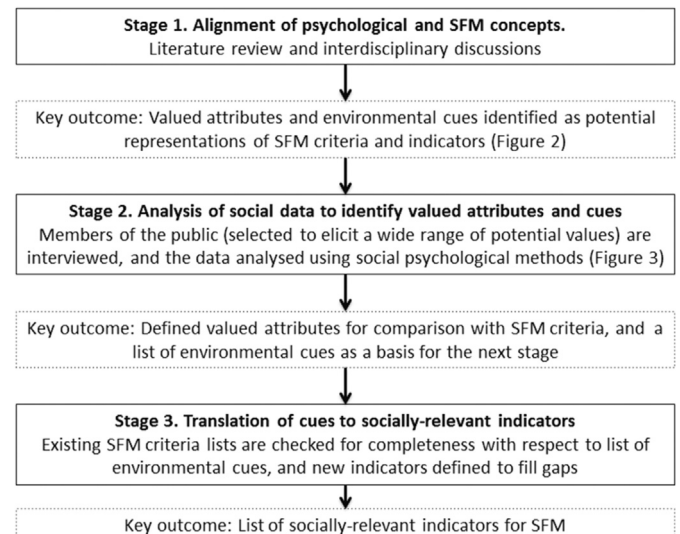 Stage 1. Alignment of psychological and SFM concepts.
Literature review and interdisciplinary discussions
Key outcome: Valued attributes and environmental cues identified as potential
representations of SFM criteria and indicators (Figure 2)
Stage 2. Analysis of social data to identify valued attributes and cues
Members of the public (selected to elicit a wide range of potential values) are
interviewed, and the data analysed using social psychological methods (Figure 3)
Key outcome: Defined valued attributes for comparison with SFM criteria, and a
list of environmental cues as a basis for the next stage
Stage 3. Translation of cues to socially-relevant indicators
Existing SFM criteria lists are checked for completeness with respect to list of
environmental cues, and new indicators defined to fill gaps
Key outcome: List of socially-relevant indicators for SFM